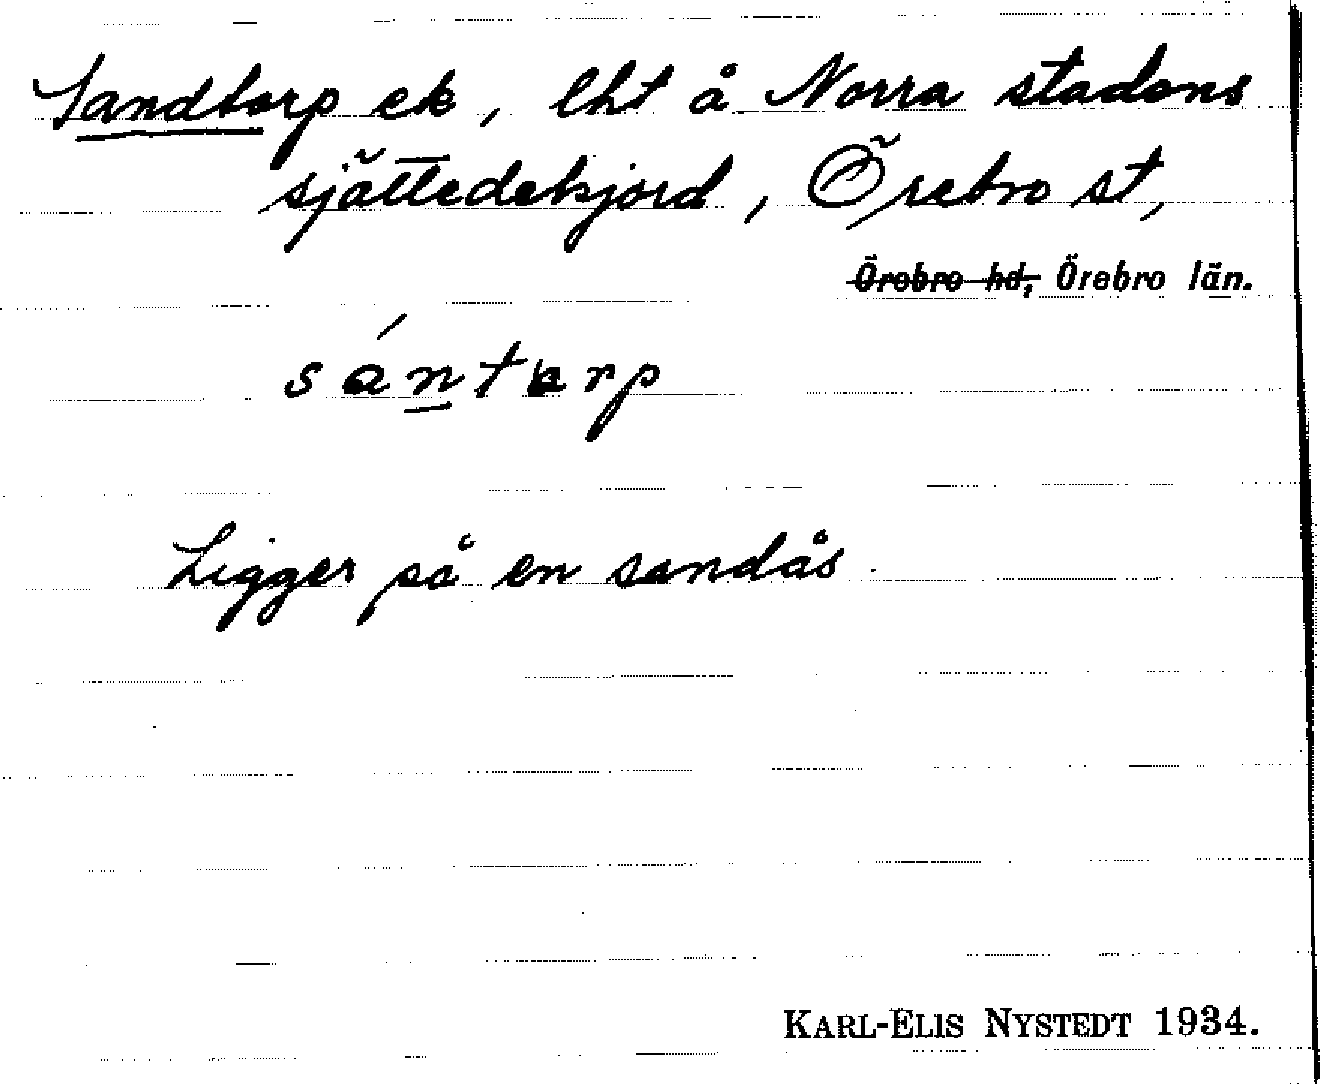 Sandtorp ek, lht å Norra stadens
sjättedelsjord, Örebro st,
Örebro hd, Örebro län.
sántorp
Ligger på en sandås.
KARL-ELIS NYSTEDT 1934.